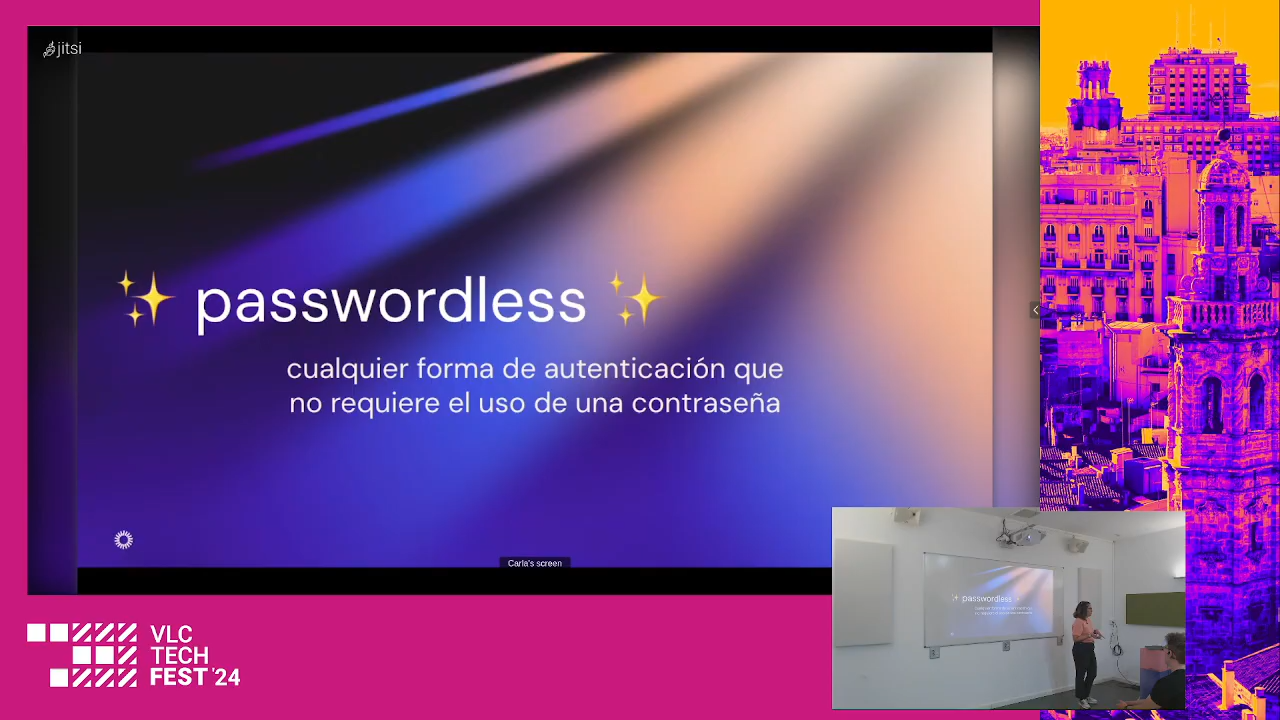 jitsi
✨ passwordless ✨
cualquier forma de autenticación que
no requiere el uso de una contraseña
Carla's screen
passwordless
VLC
TECH
FEST '24